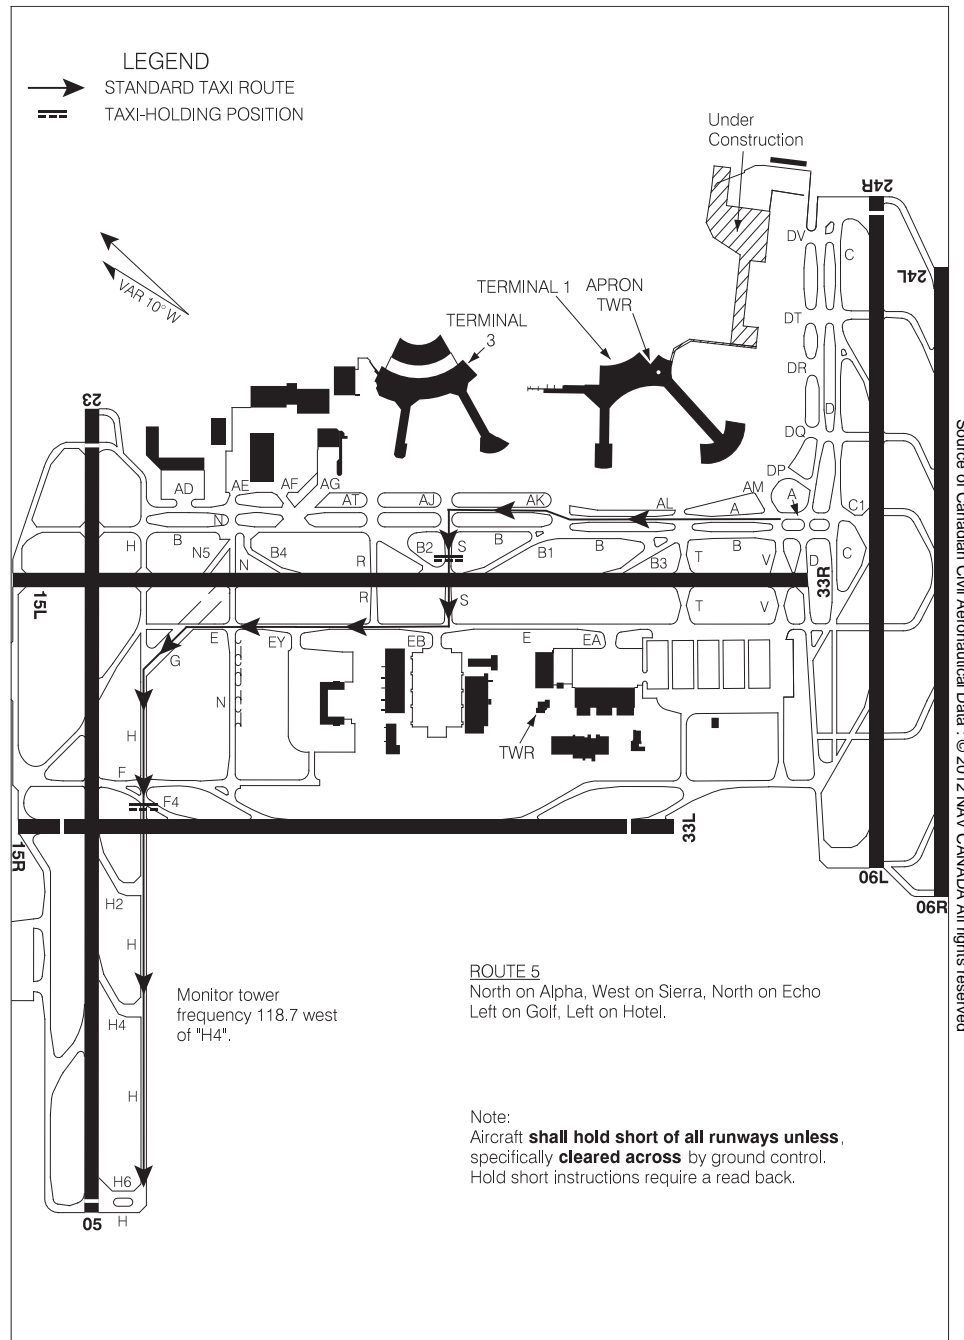 LEGEND
STANDARD TAXI ROUTE
TAXI-HOLDING POSITION
Under
Construction
24R
DV
C
24L
VAR 10° W
TERMINAL 1
APRON
TWR
TERMINAL
3
DT
DR
D
DQ
23
DP
AD
AE
AF
AG
AT
AJ
AK
AL
AM
A
A
C1
N
H
B
N5
N
B4
R
B2
S
B
B1
B
B3
T
B
V
D
C
15L
33R
R
S
T
V
E
EY
EB
E
EA
G
N
H
TWR
F
F4
15R
33L
06L
06R
H2
H
Monitor tower
frequency 118.7 west
of "H4".
H4
H
H6
05
H
ROUTE 5
North on Alpha, West on Sierra, North on Echo
Left on Golf, Left on Hotel.
Note:
Aircraft shall hold short of all runways unless,
specifically cleared across by ground control.
Hold short instructions require a read back.
Source of Canadian Civil Aeronautical Data : © 2012 NAV CANADA All rights reserved